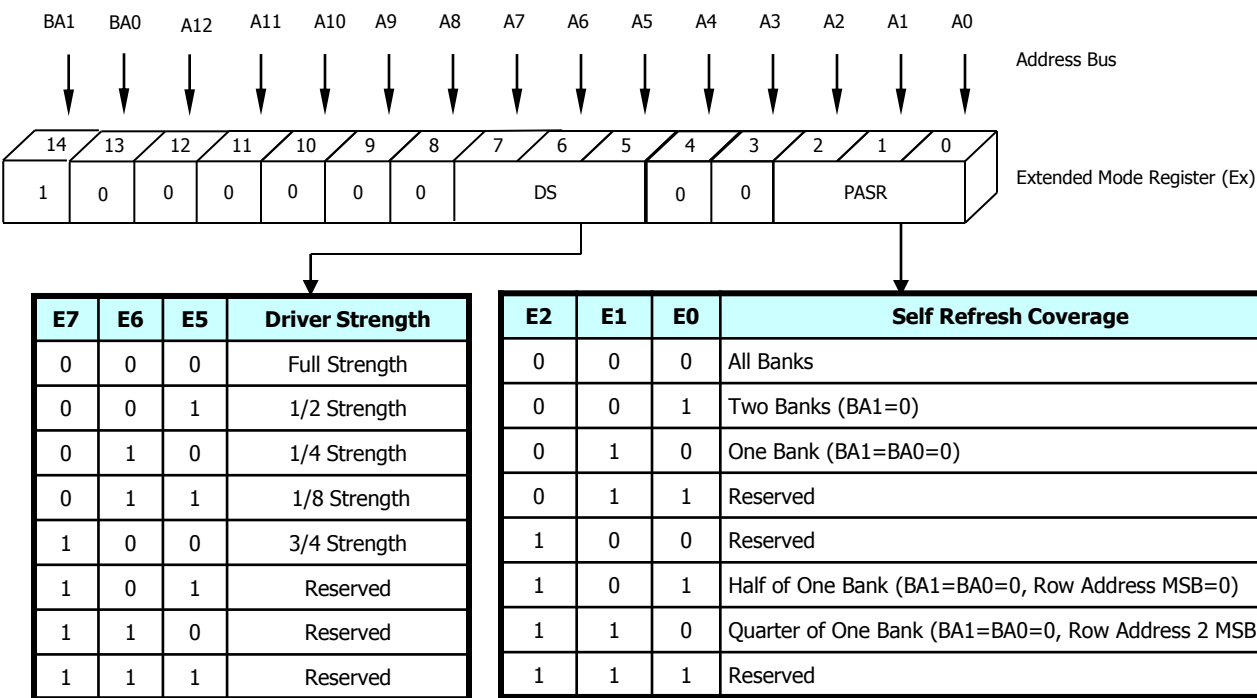 BA1 BA0 A12 A11 A10 A9 A8 A7 A6 A5 A4 A3 A2 A1 A0
Address Bus
14 13 12 11 10 9 8 7 6 5 4 3 2 1 0
1 0 0 0 0 0 0 DS 0 0 PASR
Extended Mode Register (Ex)
E7 E6 E5 Driver Strength
0 0 0 Full Strength
0 0 1 1/2 Strength
0 1 0 1/4 Strength
0 1 1 1/8 Strength
1 0 0 3/4 Strength
1 0 1 Reserved
1 1 0 Reserved
1 1 1 Reserved
E2 E1 E0 Self Refresh Coverage
0 0 0 All Banks
0 0 1 Two Banks (BA1=0)
0 1 0 One Bank (BA1=BA0=0)
0 1 1 Reserved
1 0 0 Reserved
1 0 1 Half of One Bank (BA1=BA0=0, Row Address MSB=0)
1 1 0 Quarter of One Bank (BA1=BA0=0, Row Address 2 MSB
1 1 1 Reserved